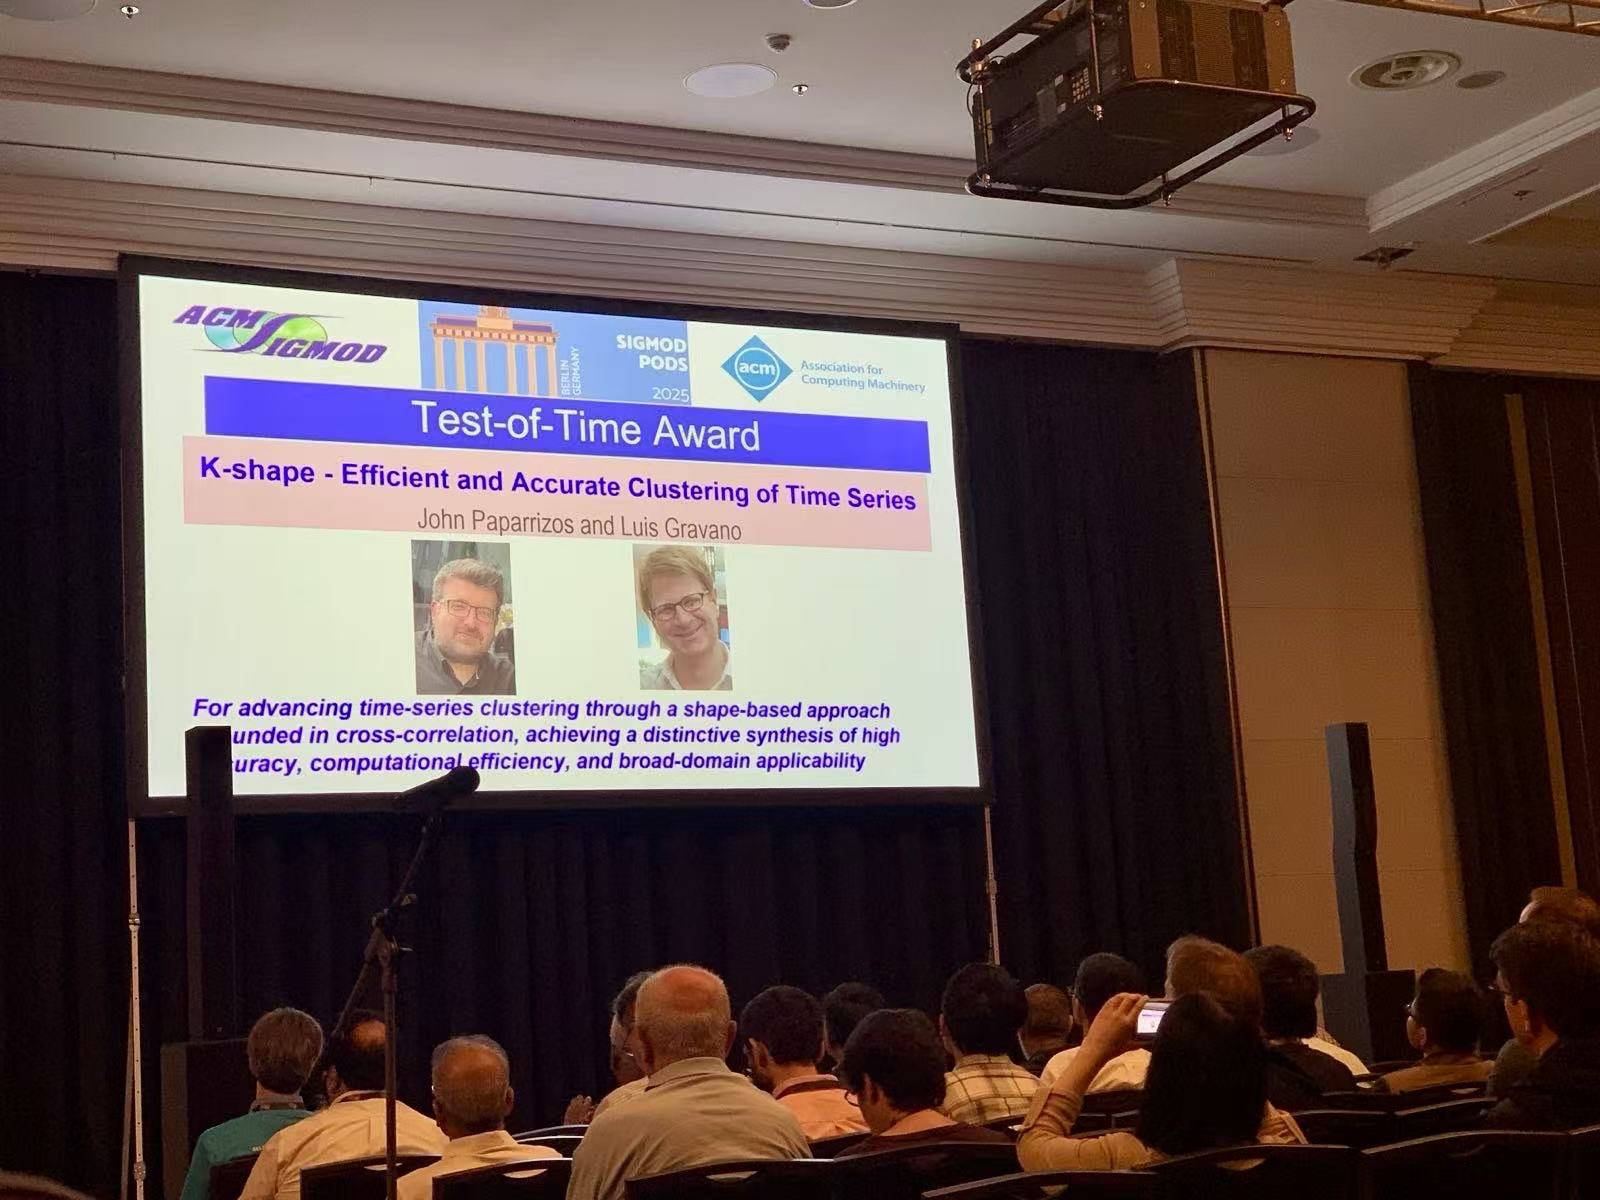 ACM SIGMOD
BERLIN
GERMANY
SIGMOD
PODS
2025
acm
Association for
Computing Machinery
Test-of-Time Award
K-shape - Efficient and Accurate Clustering of Time Series
John Paparrizos and Luis Gravano
For advancing time-series clustering through a shape-based approach
unded in cross-correlation, achieving a distinctive synthesis of high
curacy, computational efficiency, and broad-domain applicability